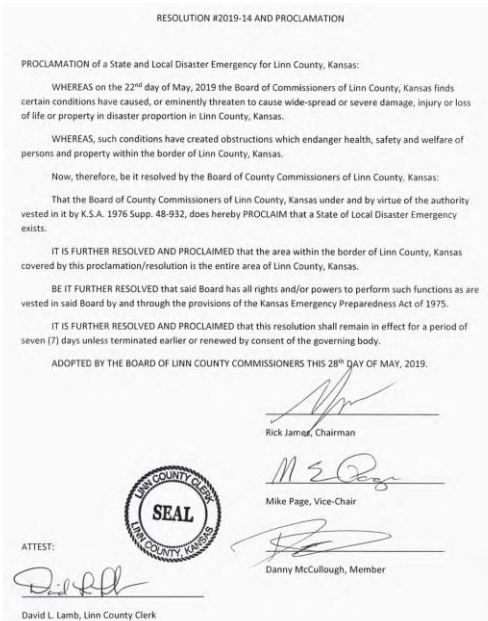 RESOLUTION #2019-14 AND PROCLAMATION
PROCLAMATION of a State and Local Disaster Emergency for Linn County, Kansas:
WHEREAS on the 22nd day of May, 2019 the Board of Commissioners of Linn County, Kansas finds
certain conditions have caused, or eminently threaten to cause wide-spread or severe damage, injury or loss
of life or property in disaster proportion in Linn County, Kansas.
WHEREAS, such conditions have created obstructions which endanger health, safety and welfare of
persons and property within the border of Linn County, Kansas.
Now, therefore, be it resolved by the Board of County Commissioners of Linn County, Kansas:
That the Board of County Commissioners of Linn County, Kansas under and by virtue of the authority
vested in it by K.S.A. 1976 Supp. 48-932, does hereby PROCLAIM that a State of Local Disaster Emergency
exists.
IT IS FURTHER RESOLVED AND PROCLAIMED that the area within the border of Linn County, Kansas
covered by this proclamation/resolution is the entire area of Linn County, Kansas.
BE IT FURTHER RESOLVED that said Board has all rights and/or powers to perform such functions as are
vested in said Board by and through the provisions of the Kansas Emergency Preparedness Act of 1975.
IT IS FURTHER RESOLVED AND PROCLAIMED that this resolution shall remain in effect for a period of
seven (7) days unless terminated earlier or renewed by consent of the governing body.
ADOPTED BY THE BOARD OF LINN COUNTY COMMISSIONERS THIS 28th DAY OF MAY, 2019.
Rick James, Chairman
M E Page
Mike Page, Vice-Chair
LINN COUNTY CLERK
SEAL
LINN COUNTY, KANSAS
Danny McCullough, Member
ATTEST:
David L. Lamb, Linn County Clerk